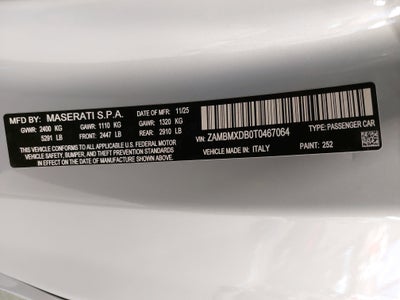 MFD BY: MASERATI S.P.A. DATE OF MFD: 11/25
GVWR: 2400 KG GAWR: 1110 KG GAWR: 1320 KG
5291 LB FRONT: 2447 LB REAR: 2910 LB
THIS VEHICLE CONFORMS TO ALL APPLICABLE U.S. FEDERAL MOTOR
VEHICLE SAFETY, BUMPER, AND THEFT PREVENTION STANDARDS
IN EFFECT ON THE DATE OF MANUFACTURE SHOWN ABOVE.
VIN: ZAMBMXDB0T0467064
TYPE: PASSENGER CAR
VEHICLE MADE IN: ITALY PAINT: 252